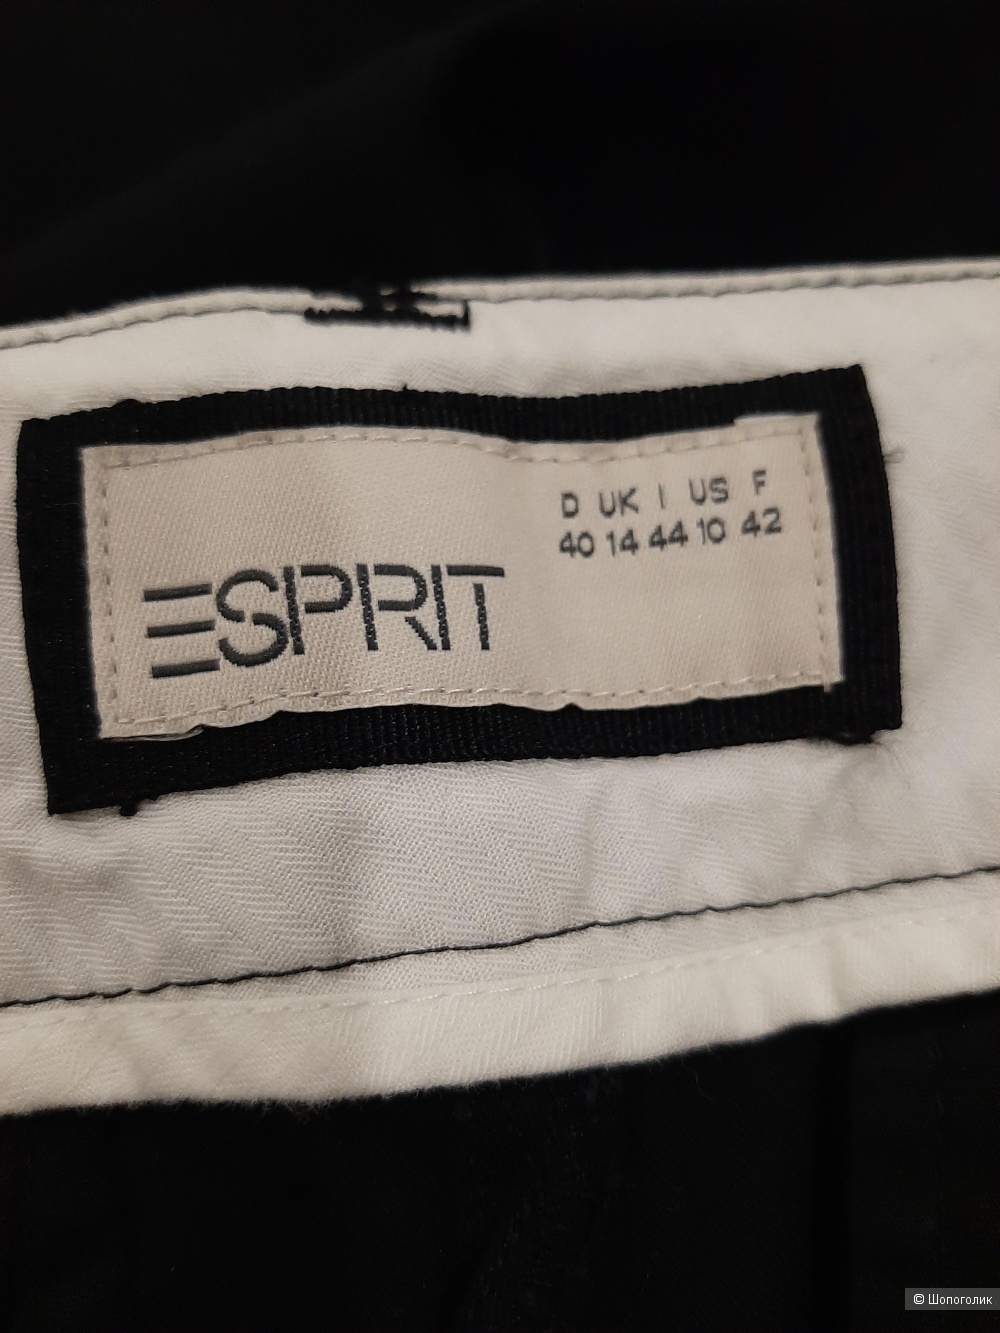 D UK I US F
40 14 44 10 42
ESPRIT
© Шопоголик